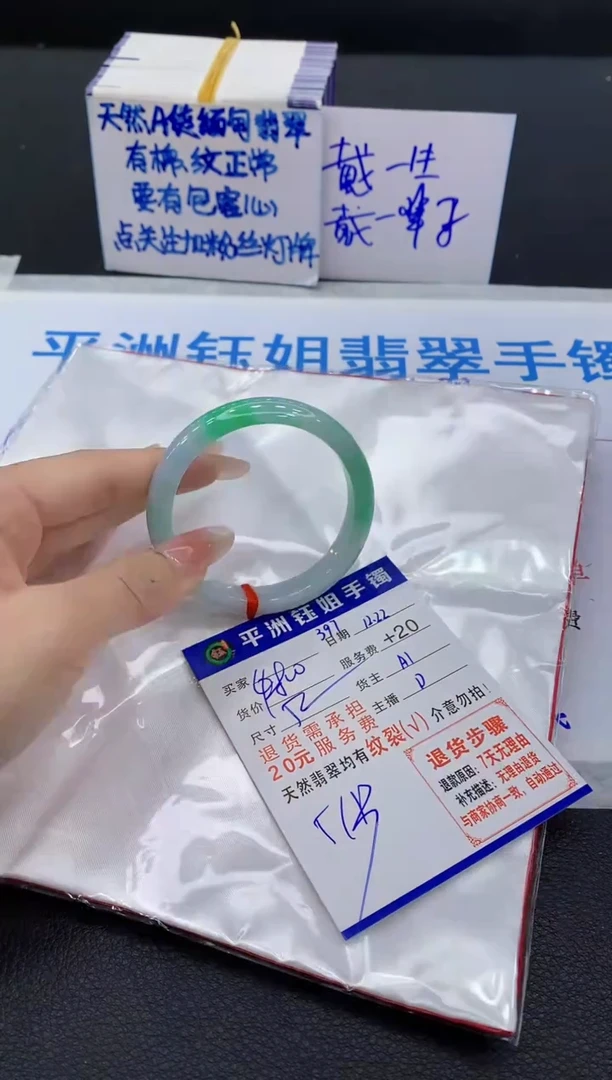 天然A货缅甸翡翠
有棉、纹正常
要有包容心
点关注加粉丝灯牌
戴一生
戴一辈子
平洲钰姐翡翠手镯
平洲钰姐手镯
397 日期 12.22
买家 服务费 +20
货价 货主 A1
尺寸 52 主播 D
退货需承担
20元服务费
天然翡翠均有纹裂(√) 介意勿拍!
退货步骤
退款原因:7天无理由
补充描述:无理由退货
与商家协商一致,自动通过
费